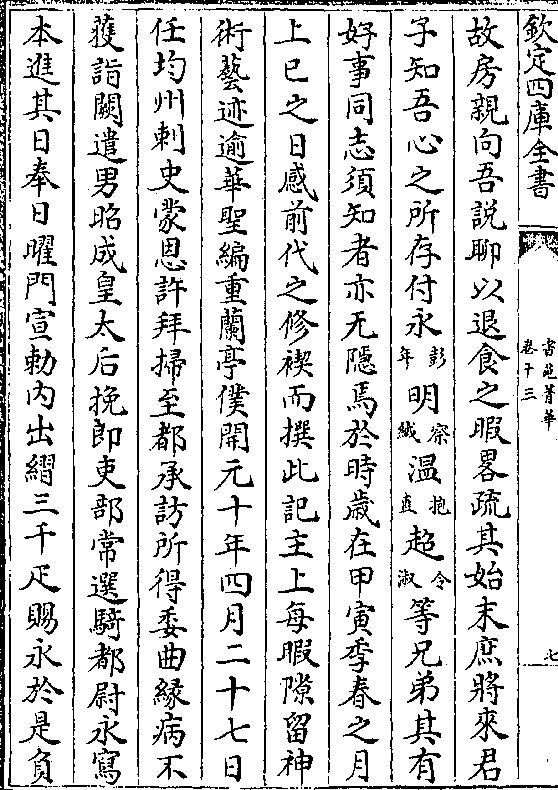 欽定四庫全書
書苑菁華
卷十三
七
故房親向吾說聊以退食之暇畧疏其始末庶將來君
子知吾心之所存付永彭年明察緘温抱直超令淑等兄弟其有
好事同志須知者亦无隱焉於時歲在甲寅季春之月
上巳之日感前代之修禊而撰此記主上每暇隙留神
術藝迹逾華聖編重蘭亭僕開元十年四月二十七日
任均州刺史蒙恩許拜掃至都承訪所得委曲縁病不
獲詣闕遣男昭成皇太后挽郎吏部常選騎都尉永寫
本進其日奉日曜門宣勅内出三千疋賜永於是負